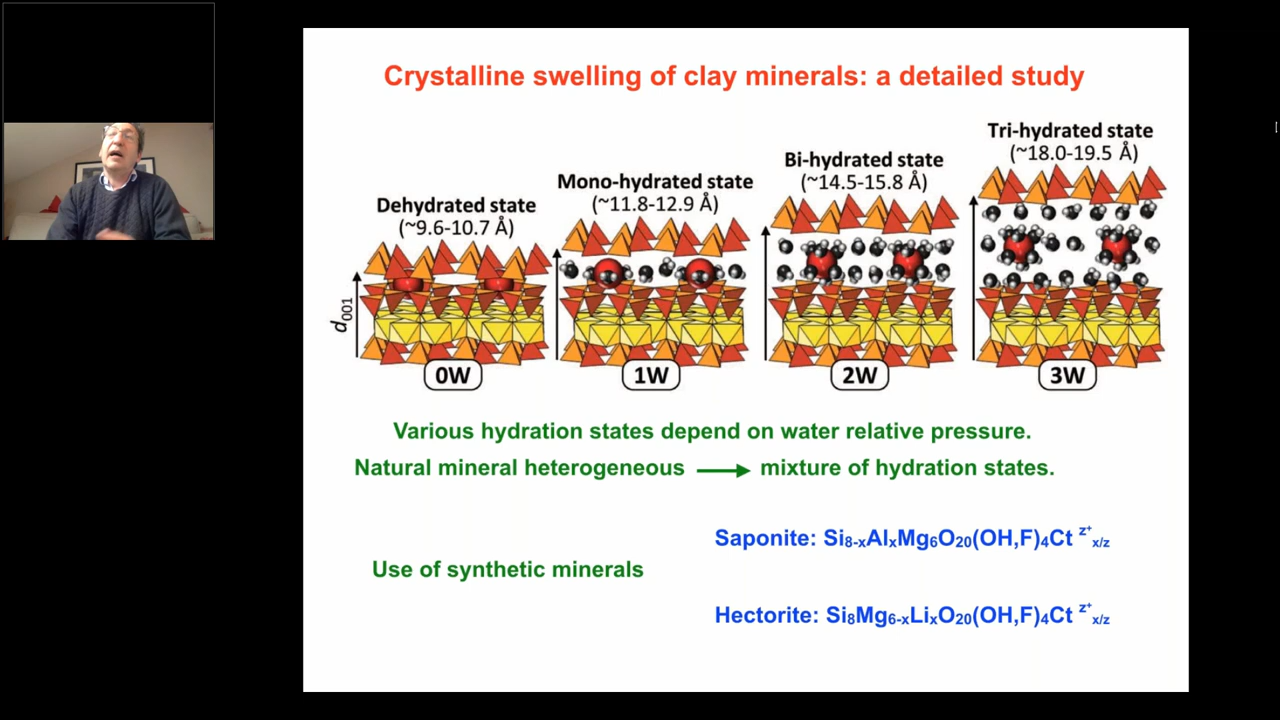 Crystalline swelling of clay minerals: a detailed study
Dehydrated state
(~9.6-10.7 Å)
Mono-hydrated state
(~11.8-12.9 Å)
Bi-hydrated state
(~14.5-15.8 Å)
Tri-hydrated state
(~18.0-19.5 Å)
d₀₀₁
0W
1W
2W
3W
Various hydration states depend on water relative pressure.
Natural mineral heterogeneous → mixture of hydration states.
Saponite: Si₈₋ₓAlₓMg₆O₂₀(OH,F)₄Ct ᶻ⁺ x/z
Use of synthetic minerals
Hectorite: Si₈Mg₆₋ₓLiₓO₂₀(OH,F)₄Ct ᶻ⁺ x/z